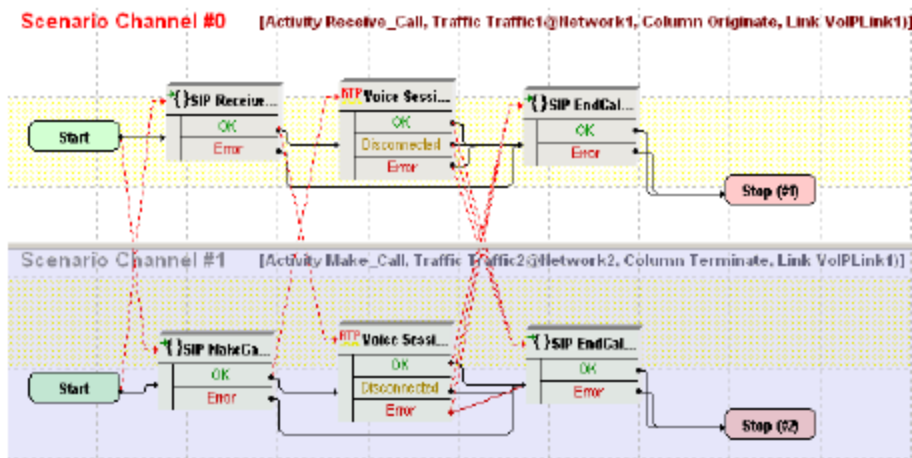 Scenario Channel #0 [Activity Receive_Call, Traffic Traffic1@Network1, Column Originate, Link VoIPLink1)]
{}SIP Receive... RTP Voice Sessi... {}SIP EndCal...
OK OK OK
Start Error Disconnected Error
Error
Stop (#1)
Scenario Channel #1 [Activity Make_Call, Traffic Traffic2@Network2, Column Terminate, Link VoIPLink1)]
{}SIP MakeCa... RTP Voice Sessi... {}SIP EndCal...
OK OK OK
Start Error Disconnected Error
Error
Stop (#2)